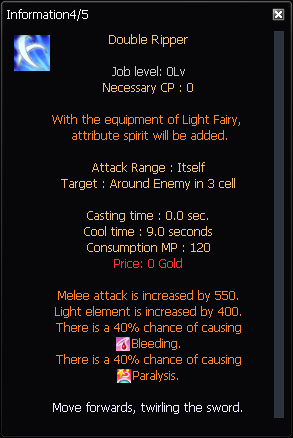 Information4/5
Double Ripper
Job level: 0Lv
Necessary CP : 0
With the equipment of Light Fairy,
attribute spirit will be added.
Attack Range : Itself
Target : Around Enemy in 3 cell
Casting time : 0.0 sec.
Cool time : 9.0 seconds
Consumption MP : 120
Price: 0 Gold
Melee attack is increased by 550.
Light element is increased by 400.
There is a 40% chance of causing
Bleeding.
There is a 40% chance of causing
Paralysis.
Move forwards, twirling the sword.